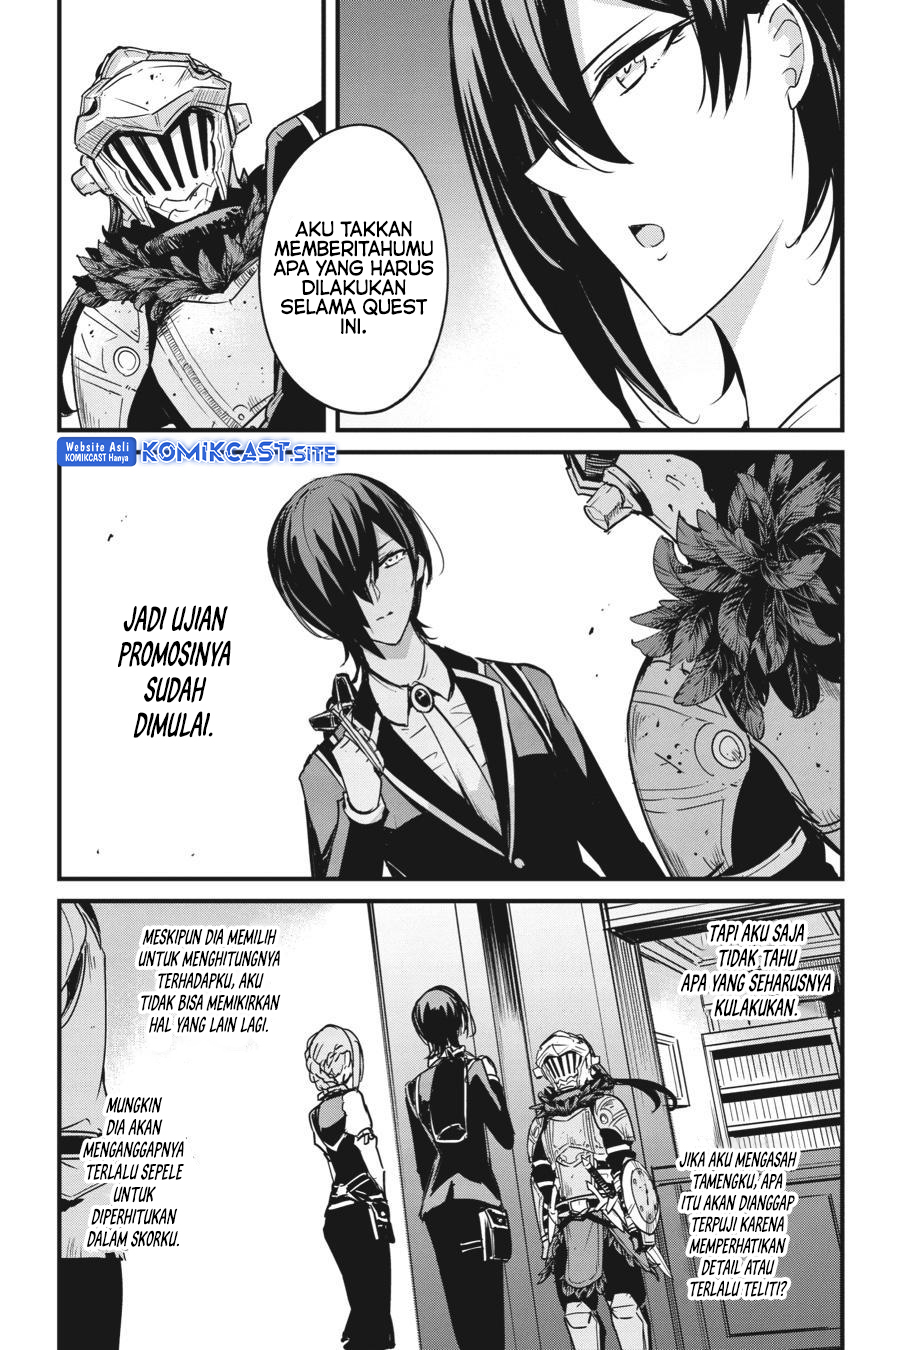 AKU TAKKAN
MEMBERITAHUMU
APA YANG HARUS
DILAKUKAN
SELAMA QUEST
INI.
Website Asli
KOMIKCAST Hanya
KOMIKCAST.SITE
JADI UJIAN
PROMOSINYA
SUDAH
DIMULAI.
TAPI AKU SAJA
TIDAK TAHU
APA YANG SEHARUSNYA
KULAKUKAN.
JIKA AKU MENGASAH
TAMENGKU, APA
ITU AKAN DIANGGAP
TERPUJI KARENA
MEMPERHATIKAN
DETAIL ATAU
TERLALU TELITI?
MESKIPUN DIA MEMILIH
UNTUK MENGHITUNGNYA
TERHADAPKU, AKU
TIDAK BISA MEMIKIRKAN
HAL YANG LAIN LAGI.
MUNGKIN
DIA AKAN
MENGANGGAPNYA
TERLALU SEPELE
UNTUK
DIPERHITUKAN
DALAM SKORKU.